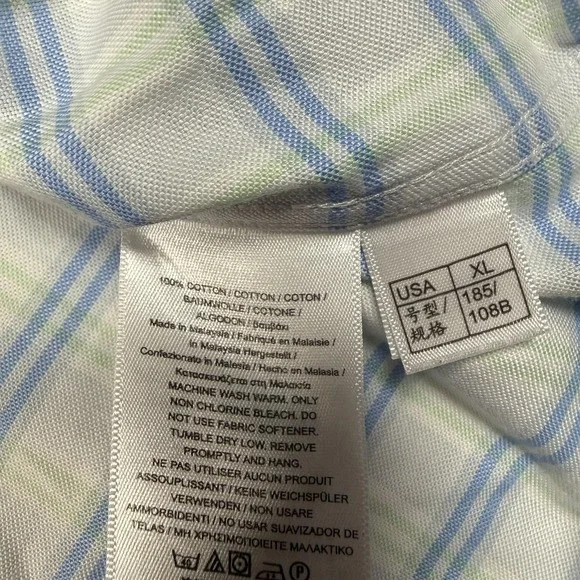 100% COTTON / COTTON / COTON /
BAUMWOLLE / COTONE /
ALGODON / Βαμβάκι
Made in Malaysia / Fabriqué en Malaisie /
in Malaysia Hergestellt /
Confezionato in Malesia / Hecho en Malasia /
Κατασκευάζεται στη Μαλαισία
MACHINE WASH WARM. ONLY
NON CHLORINE BLEACH. DO
NOT USE FABRIC SOFTENER.
TUMBLE DRY LOW. REMOVE
PROMPTLY AND HANG.
NE PAS UTILISER AUCUN PRODUIT
ASSOUPLISSANT / KEINE WEICHSPÜLER
VERWENDEN / NON USARE
AMMORBIDENTI / NO USAR SUAVIZADOR DE
TELAS / ΜΗ ΧΡΗΣΙΜΟΠΟΙΕΙΤΕ ΜΑΛΑΚΤΙΚΟ
40 P
USA XL
号型/规格 185/108B